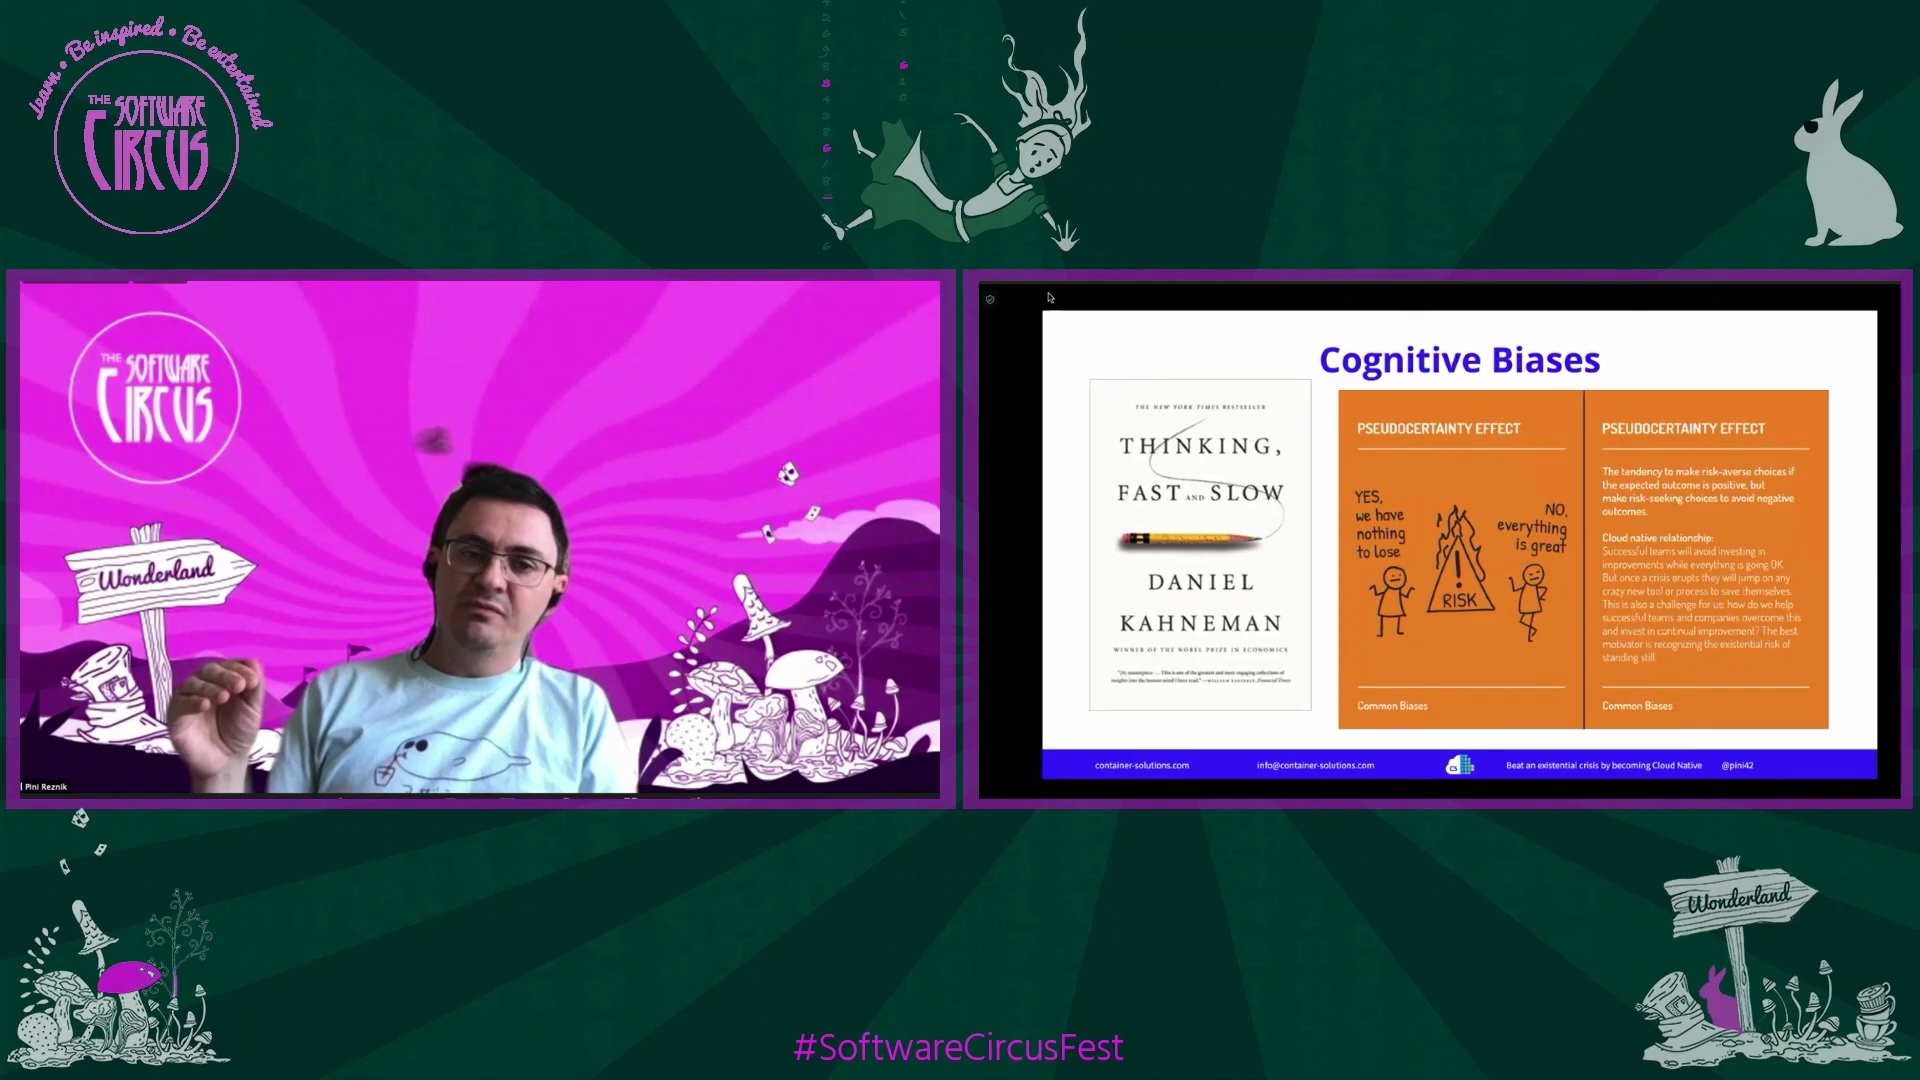 learn • Be inspired • Be entertained
THE SOFTWARE CIRCUS
THE SOFTWARE CIRCUS
Wonderland
Pini Reznik
Cognitive Biases
THE NEW YORK TIMES BESTSELLER
THINKING,
FAST AND SLOW
DANIEL
KAHNEMAN
WINNER OF THE NOBEL PRIZE IN ECONOMICS
PSEUDOCERTAINTY EFFECT
YES,
we have
nothing
to lose
NO,
everything
is great
RISK
Common Biases
PSEUDOCERTAINTY EFFECT
The tendency to make risk-averse choices if
the expected outcome is positive, but
make risk-seeking choices to avoid negative
outcomes.
Cloud native relationship:
Successful teams will avoid investing in
improvements while everything is going OK.
But once a crisis erupts they will jump on any
crazy new tool or process to save themselves.
This is also a challenge for us: how do we help
successful teams and companies overcome this
and invest in continual improvement? The best
motivator is recognizing the existential risk of
standing still.
Common Biases
container-solutions.com
info@container-solutions.com
CS
Beat an existential crisis by becoming Cloud Native
@pini42
Wonderland
#SoftwareCircusFest